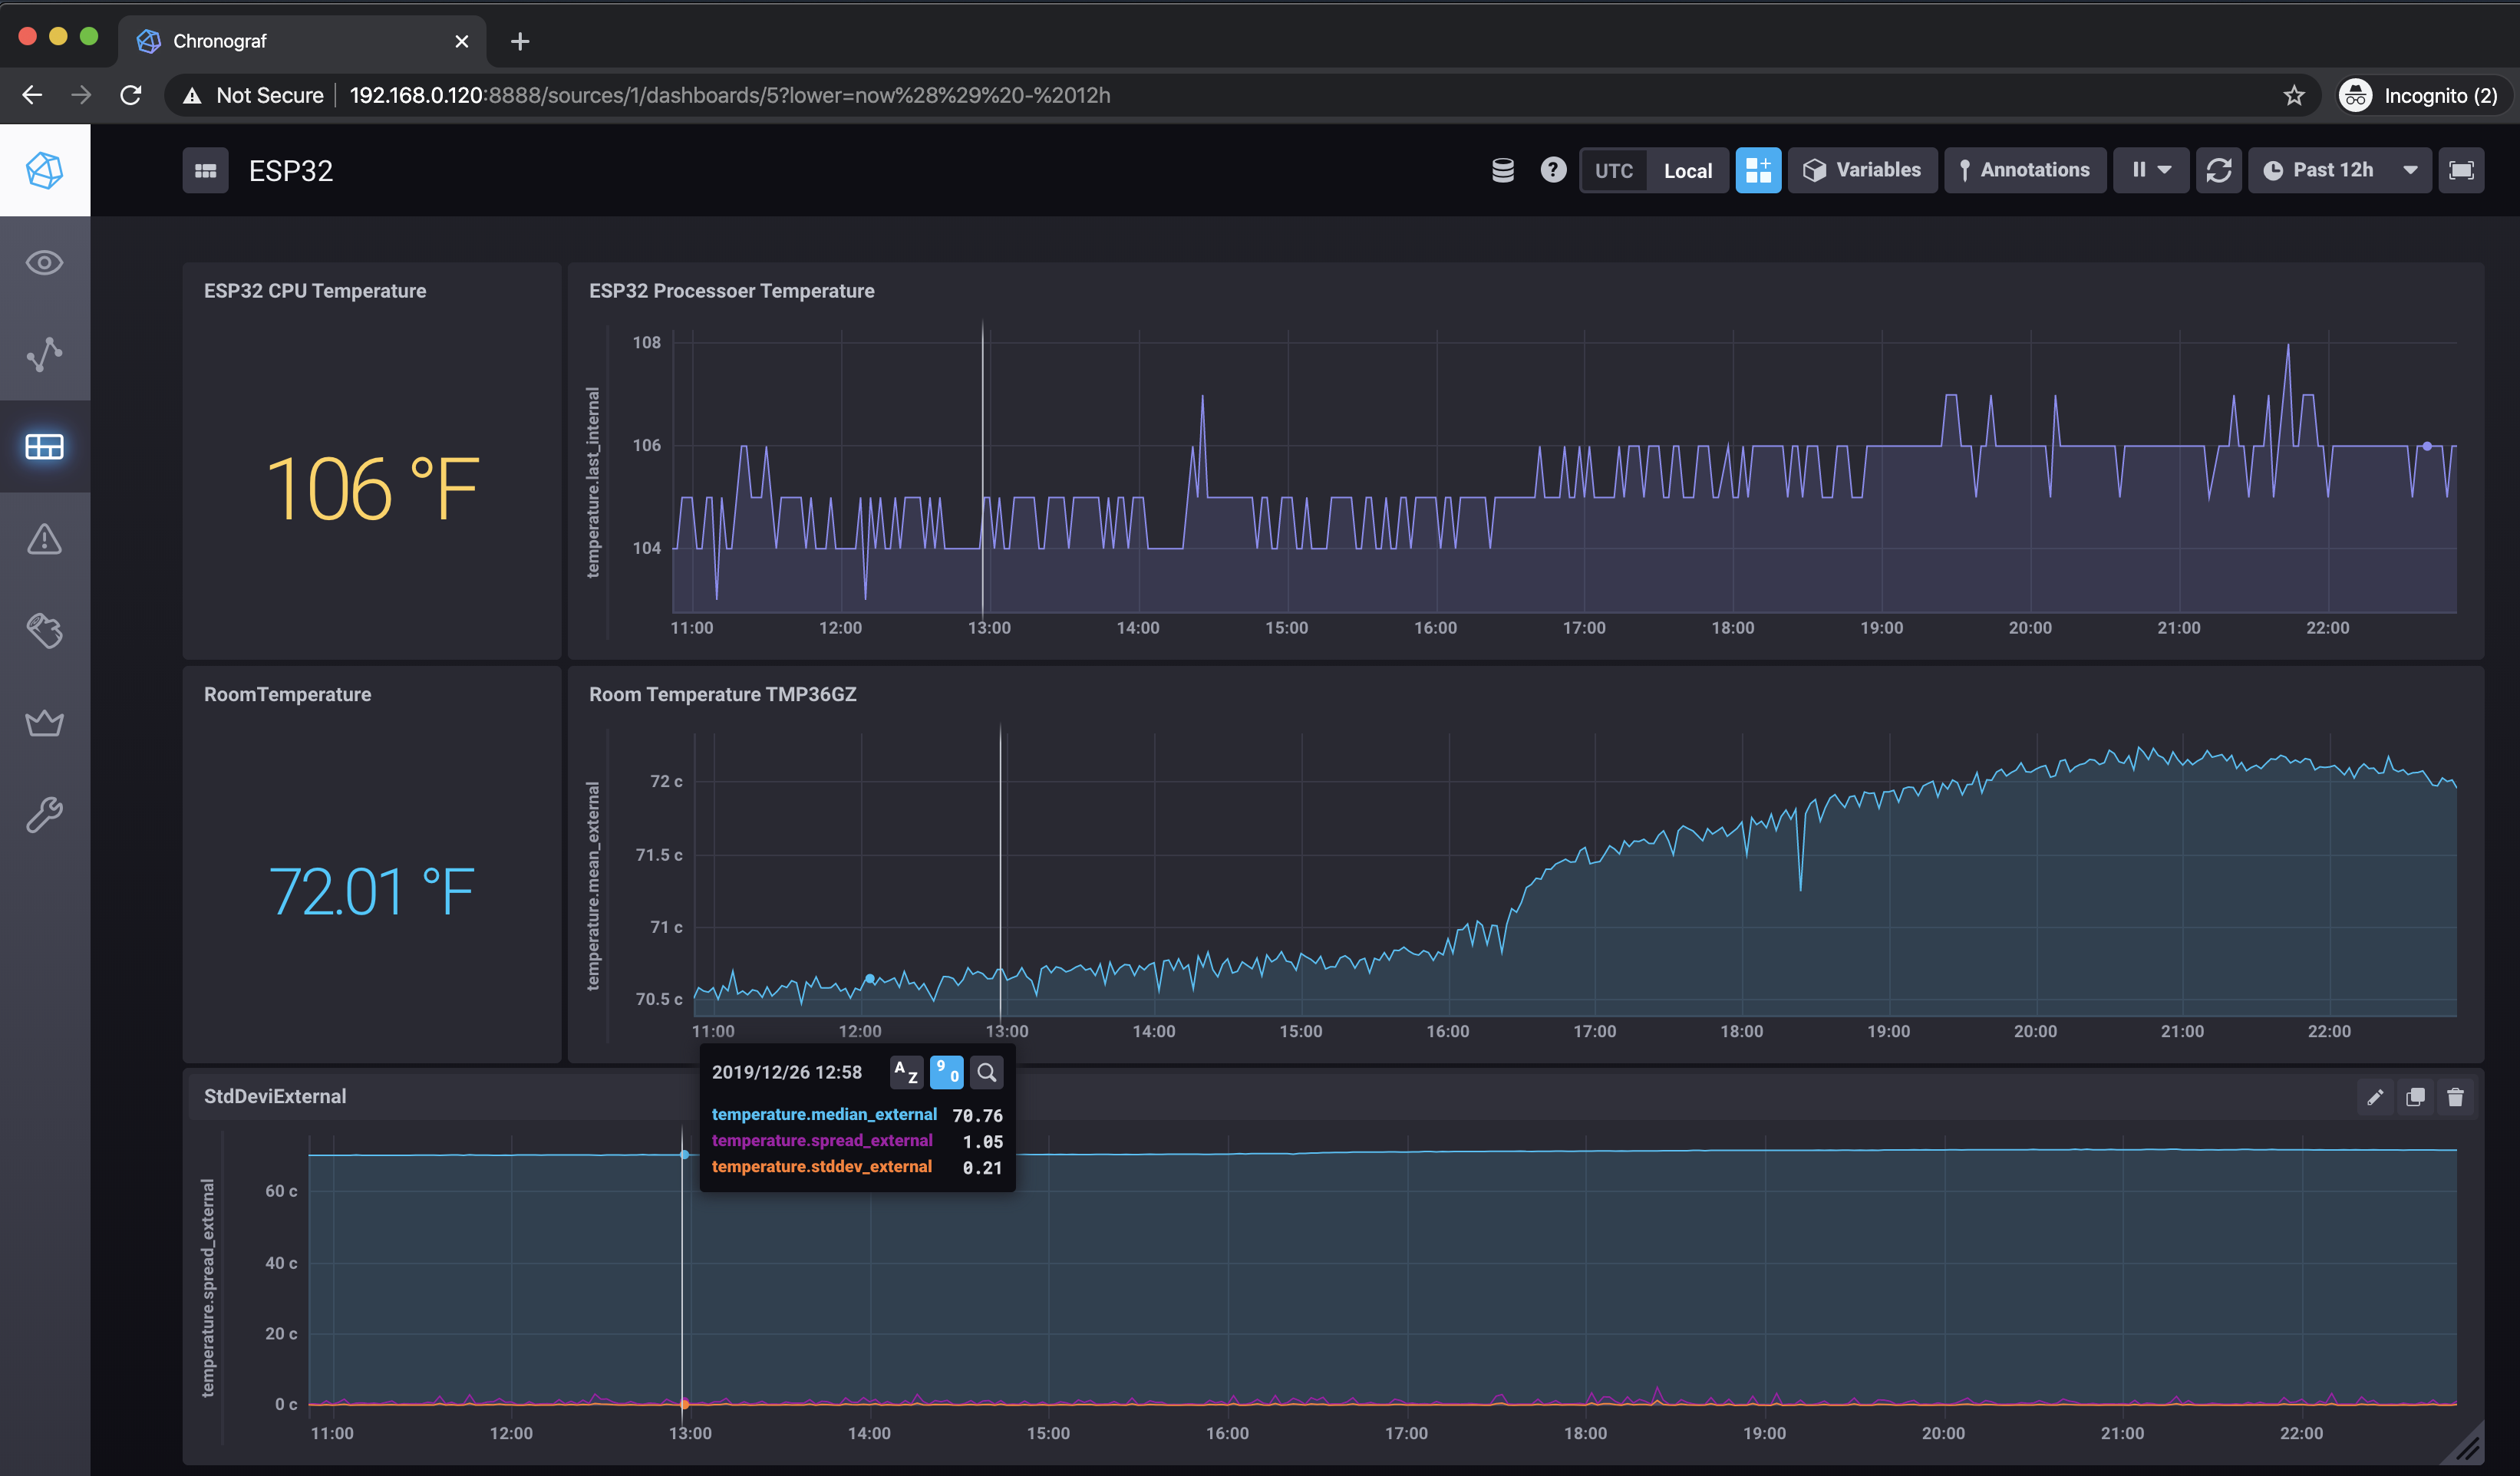 Chronograf
Not Secure 192.168.0.120:8888/sources/1/dashboards/5?lower=now%28%29%20-%2012h Incognito (2)
ESP32 UTC Local Variables Annotations Past 12h
ESP32 CPU Temperature
106 °F
ESP32 Processoer Temperature
temperature.last_internal
108
106
104
11:00 12:00 13:00 14:00 15:00 16:00 17:00 18:00 19:00 20:00 21:00 22:00
RoomTemperature
72.01 °F
Room Temperature TMP36GZ
temperature.mean_external
72 c
71.5 c
71 c
70.5 c
11:00 12:00 13:00 14:00 15:00 16:00 17:00 18:00 19:00 20:00 21:00 22:00
2019/12/26 12:58 A Z 9 0
temperature.median_external 70.76
temperature.spread_external 1.05
temperature.stddev_external 0.21
StdDeviExternal
temperature.spread_external
60 c
40 c
20 c
0 c
11:00 12:00 13:00 14:00 15:00 16:00 17:00 18:00 19:00 20:00 21:00 22:00